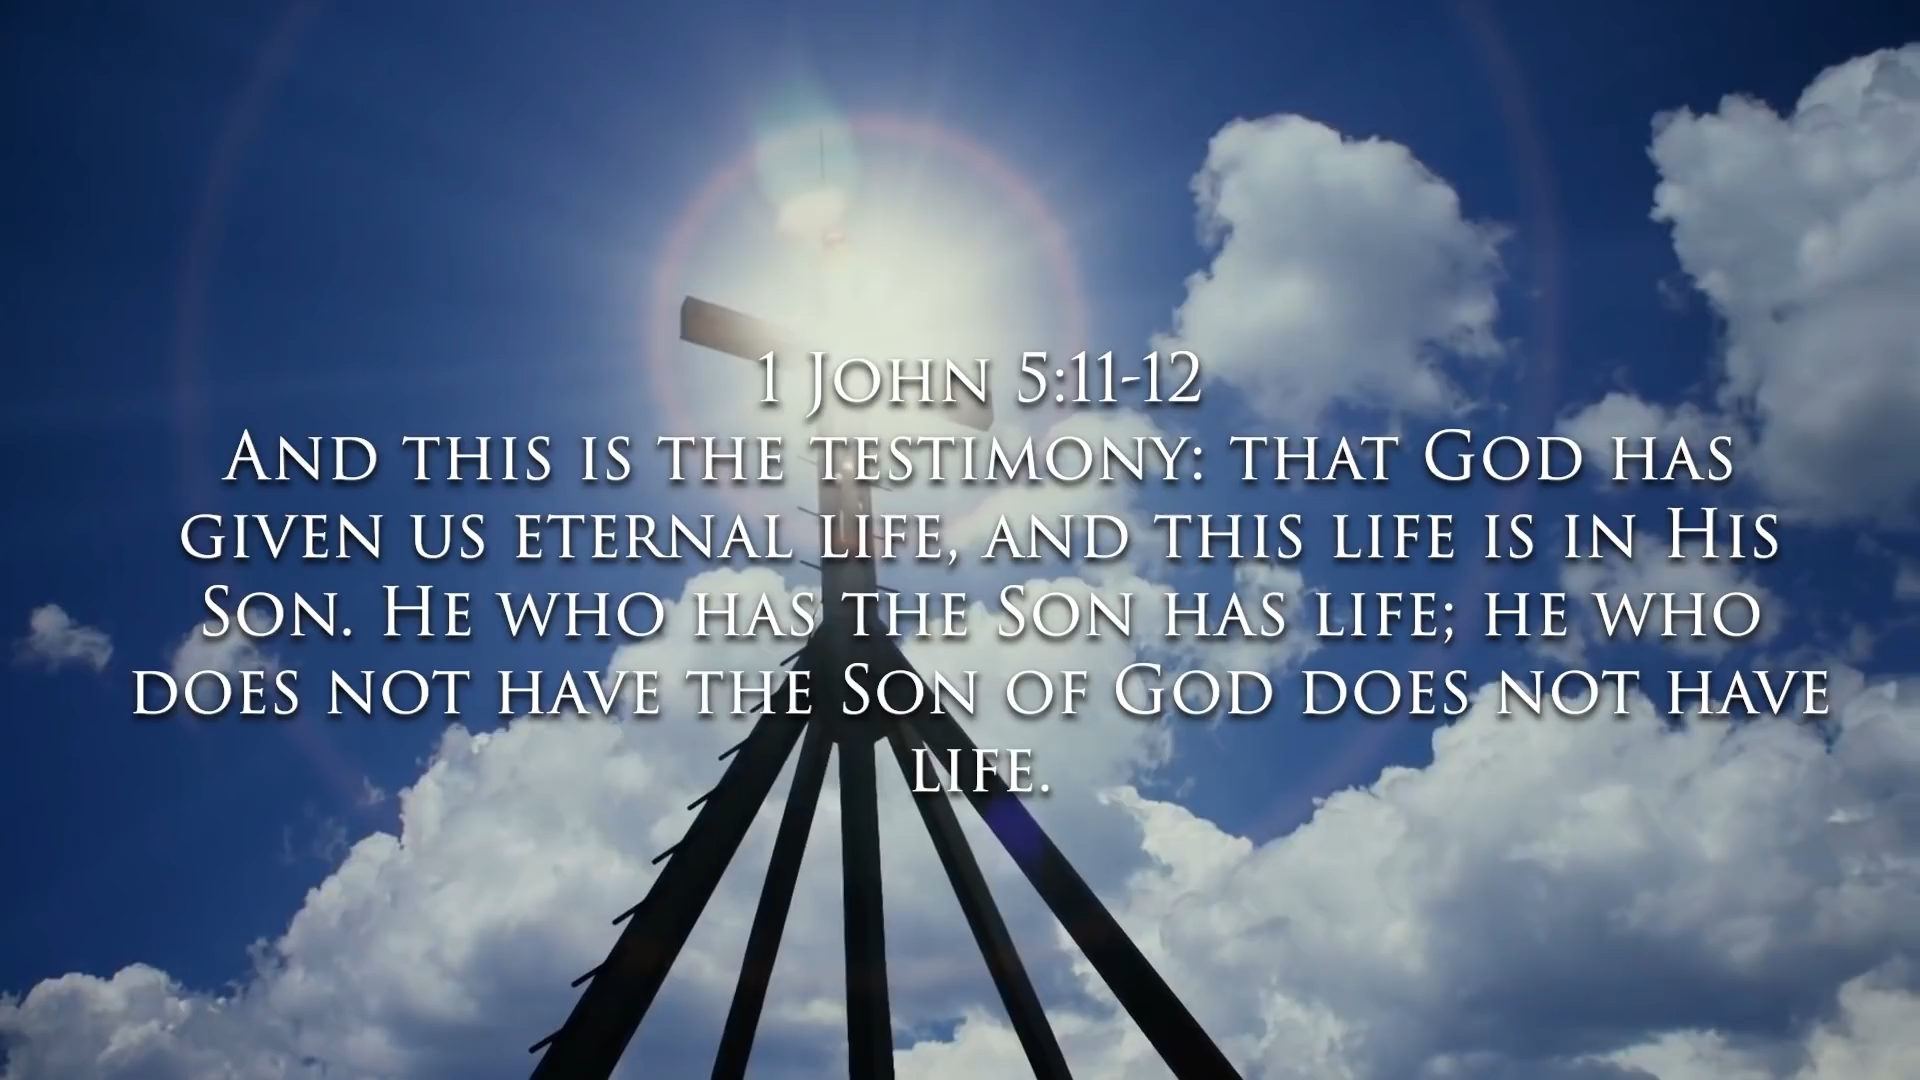 1 John 5:11-12
And this is the testimony: that God has
given us eternal life, and this life is in His
Son. He who has the Son has life; he who
does not have the Son of God does not have
life.